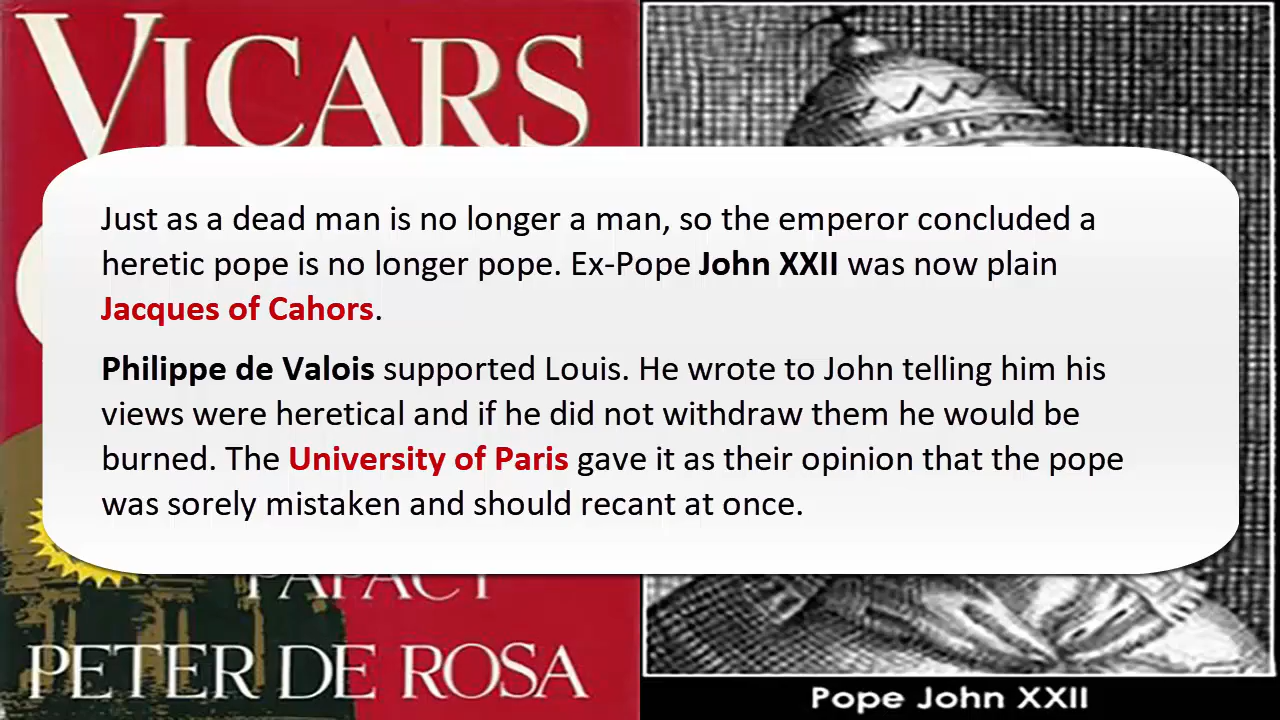 VICARS
Just as a dead man is no longer a man, so the emperor concluded a
heretic pope is no longer pope. Ex-Pope John XXII was now plain
Jacques of Cahors.
Philippe de Valois supported Louis. He wrote to John telling him his
views were heretical and if he did not withdraw them he would be
burned. The University of Paris gave it as their opinion that the pope
was sorely mistaken and should recant at once.
PAPACY
PETER DE ROSA
Pope John XXII